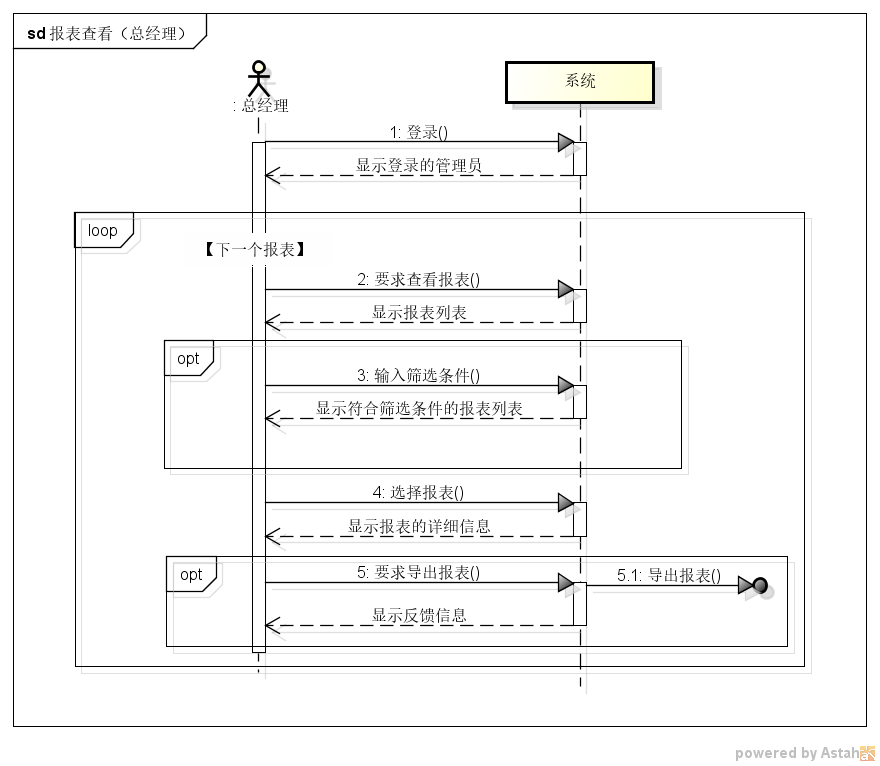 sd 报表查看（总经理）
: 总经理
系统
1: 登录()
显示登录的管理员
loop
【下一个报表】
2: 要求查看报表()
显示报表列表
opt
3: 输入筛选条件()
显示符合筛选条件的报表列表
4: 选择报表()
显示报表的详细信息
opt
5: 要求导出报表()
5.1: 导出报表()
显示反馈信息
powered by Astah